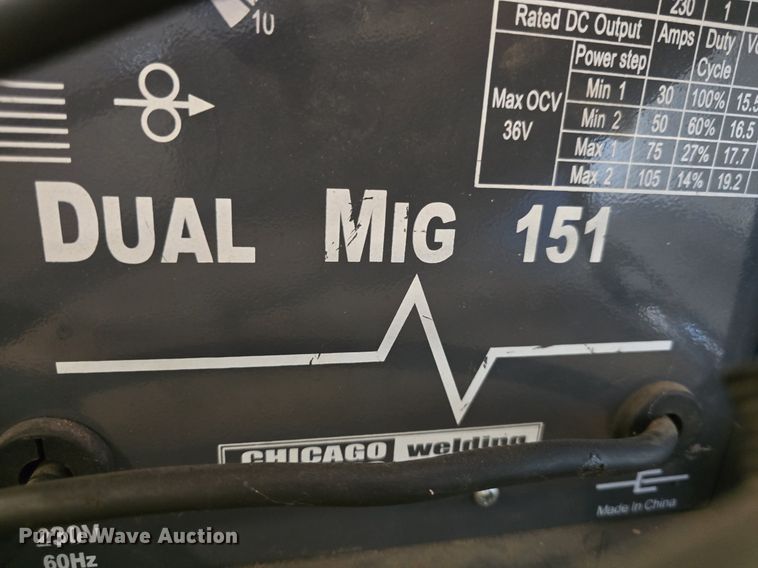 10
230 1
Rated DC Output Amps Duty Cycle
Power step
Max OCV 36V
Min 1 30 100% 15.5
Min 2 50 60% 16.5
Max 1 75 27% 17.7
Max 2 105 14% 19.2
DUAL MIG 151
CHICAGO welding
Made In China
230V
60Hz
PurpleWave Auction